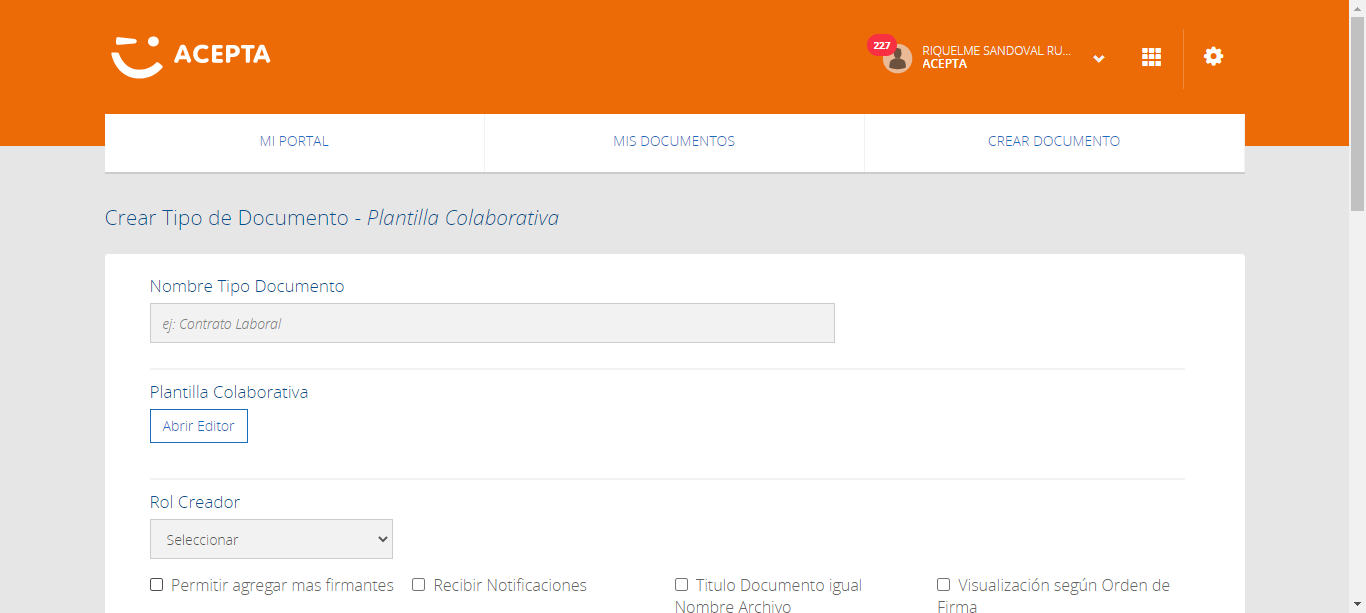 ACEPTA
227
RIQUELME SANDOVAL RU...
ACEPTA
MI PORTAL
MIS DOCUMENTOS
CREAR DOCUMENTO
Crear Tipo de Documento - Plantilla Colaborativa
Nombre Tipo Documento
ej: Contrato Laboral
Plantilla Colaborativa
Abrir Editor
Rol Creador
Seleccionar
Permitir agregar mas firmantes
Recibir Notificaciones
Titulo Documento igual
Nombre Archivo
Visualización según Orden de
Firma